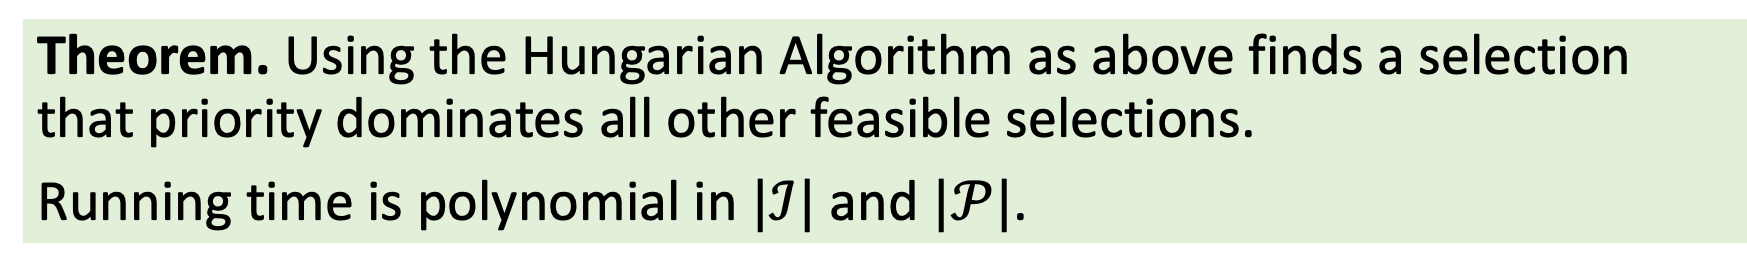 Theorem. Using the Hungarian Algorithm as above finds a selection
that priority dominates all other feasible selections.
Running time is polynomial in |ℐ| and |𝒫|.